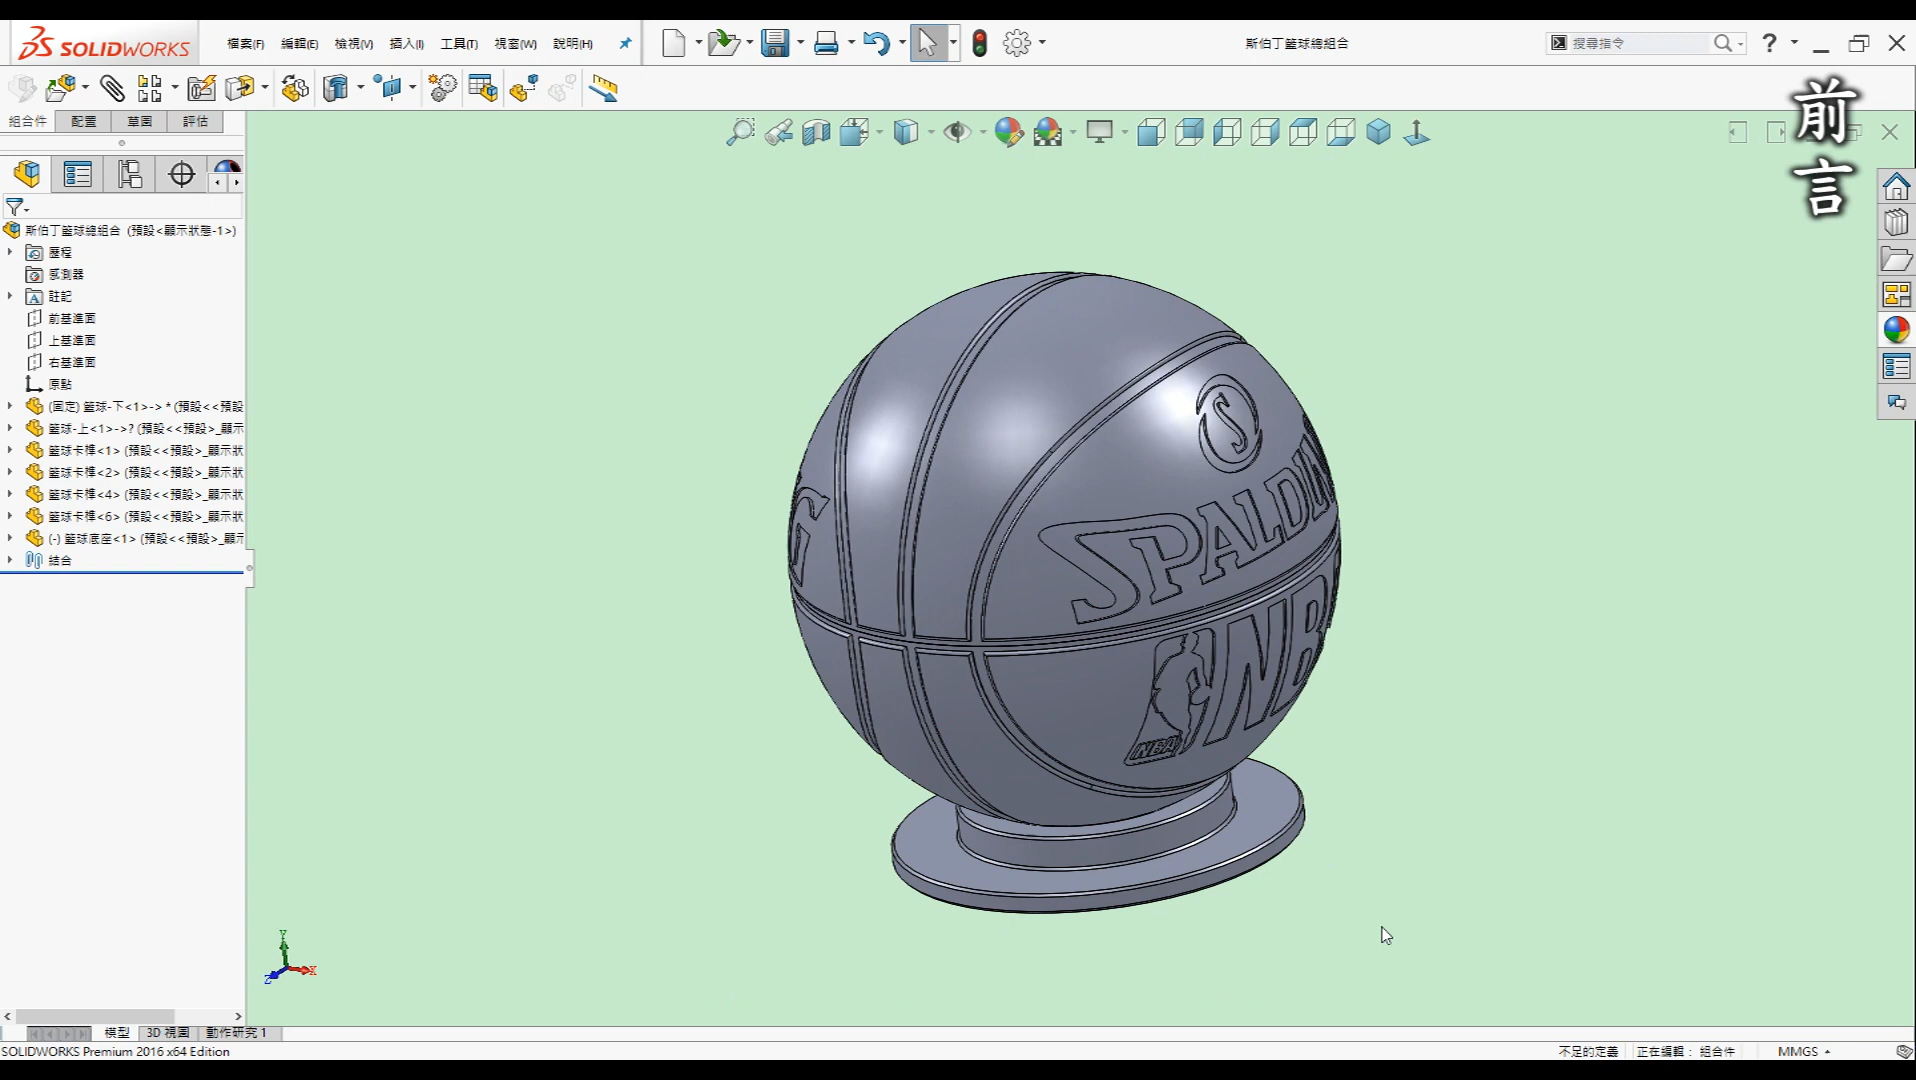 SOLIDWORKS 檔案(F) 編輯(E) 檢視(V) 插入(I) 工具(T) 視窗(W) 說明(H) 斯伯丁籃球總組合 搜尋指令 ?
組合件 配置 草圖 評估
前言
斯伯丁籃球總組合 (預設<顯示狀態-1>)
歷程
感測器
註記
前基準面
上基準面
右基準面
原點
(固定) 籃球-下<1>-> * (預設<<預設
籃球-上<1>->? (預設<<預設>_顯示
籃球卡榫<1> (預設<<預設>_顯示狀
籃球卡榫<2> (預設<<預設>_顯示狀
籃球卡榫<4> (預設<<預設>_顯示狀
籃球卡榫<6> (預設<<預設>_顯示狀
(-) 籃球底座<1> (預設<<預設>_顯示
結合
S
SPALDIN
NB
NBA
G
Y
X
Z
模型 3D 視圖 動作研究 1
SOLIDWORKS Premium 2016 x64 Edition 不足的定義 正在編輯： 組合件 MMGS